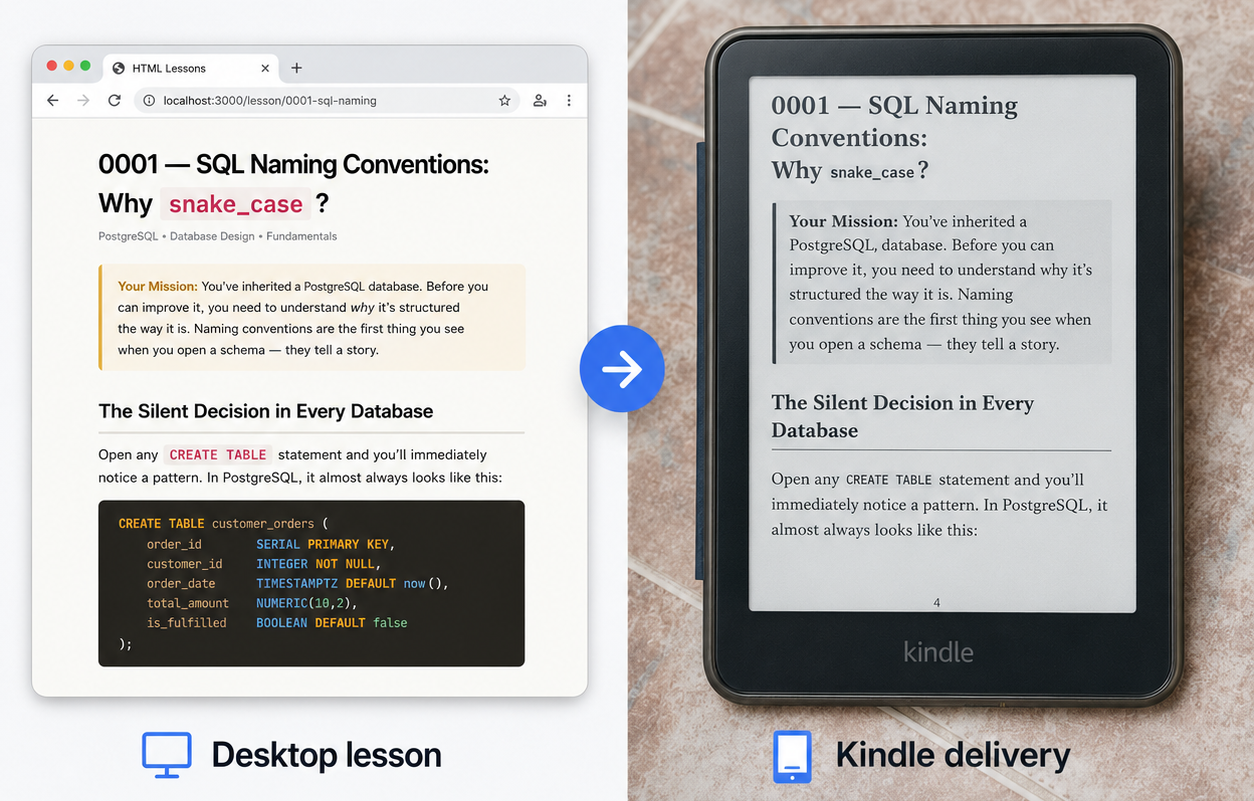 HTML Lessons
localhost:3000/lesson/0001-sql-naming
0001 — SQL Naming Conventions:
Why snake_case ?
PostgreSQL • Database Design • Fundamentals
Your Mission: You’ve inherited a PostgreSQL database. Before you
can improve it, you need to understand why it’s structured
the way it is. Naming conventions are the first thing you see
when you open a schema — they tell a story.
The Silent Decision in Every Database
Open any CREATE TABLE statement and you’ll immediately
notice a pattern. In PostgreSQL, it almost always looks like this:
CREATE TABLE customer_orders (
order_id SERIAL PRIMARY KEY,
customer_id INTEGER NOT NULL,
order_date TIMESTAMPTZ DEFAULT now(),
total_amount NUMERIC(10,2),
is_fulfilled BOOLEAN DEFAULT false
);
Desktop lesson
0001 — SQL Naming
Conventions:
Why snake_case?
Your Mission: You’ve inherited a
PostgreSQL, database. Before you can
improve it, you need to understand why it’s
structured the way it is. Naming
conventions are the first thing you see when
you open a schema — they tell a story.
The Silent Decision in Every
Database
Open any CREATE TABLE statement and you’ll
immediately notice a pattern. In PostgreSQL, it
almost always looks like this:
4
kindle
Kindle delivery